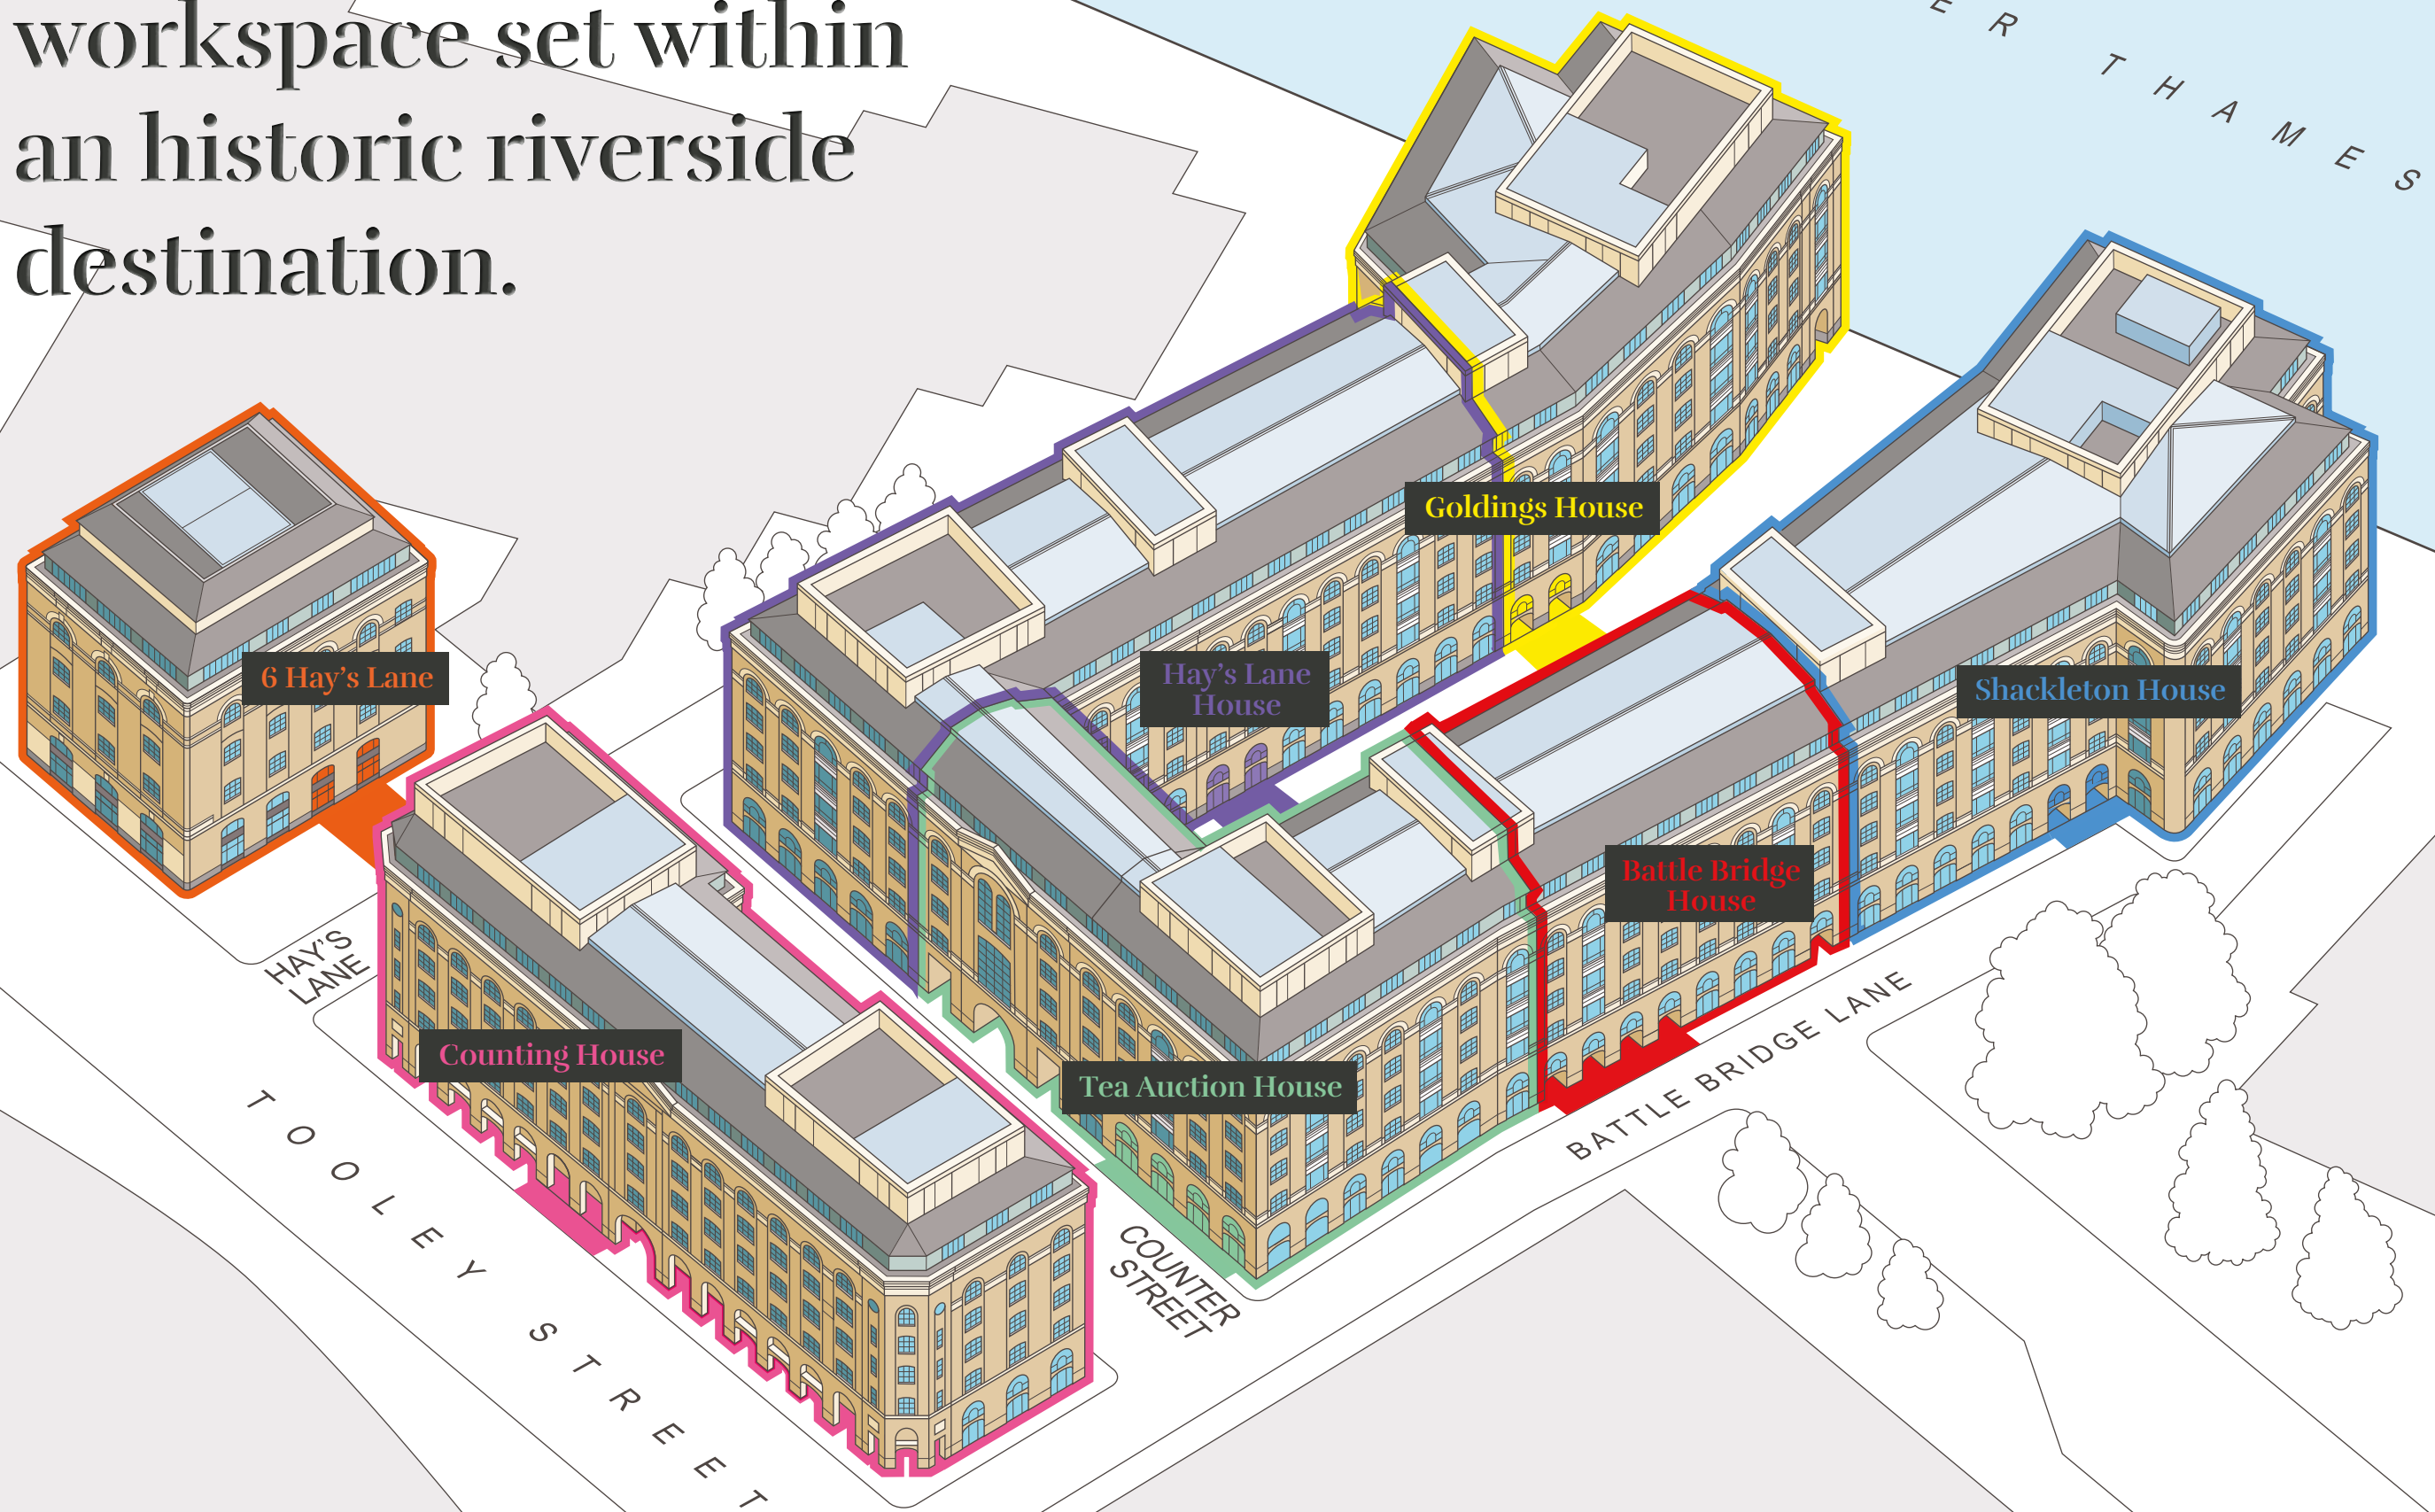 workspace set within
an historic riverside
destination.
ER THAMES
Goldings House
Hay's Lane
House
6 Hay's Lane
Shackleton House
Battle Bridge
House
HAY'S
LANE
Counting House
Tea Auction House
BATTLE BRIDGE LANE
COUNTER
STREET
TOOLEY STREET